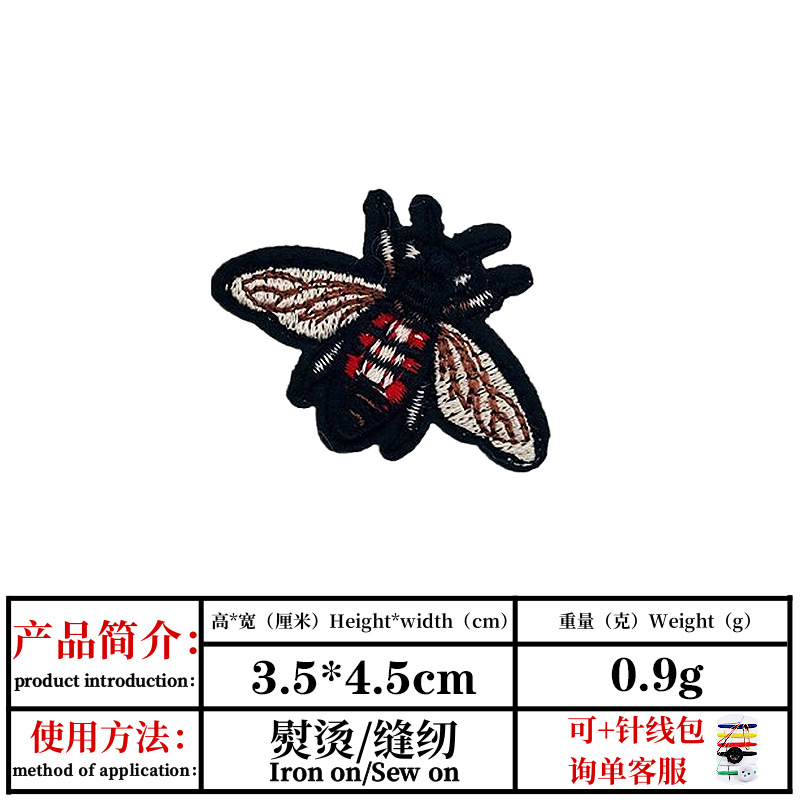 产品简介：
product introduction：
高*宽（厘米）Height*width（cm）
重量（克）Weight（g）
3.5*4.5cm
0.9g
使用方法：
method of application：
熨烫/缝纫
Iron on/Sew on
可+针线包
询单客服